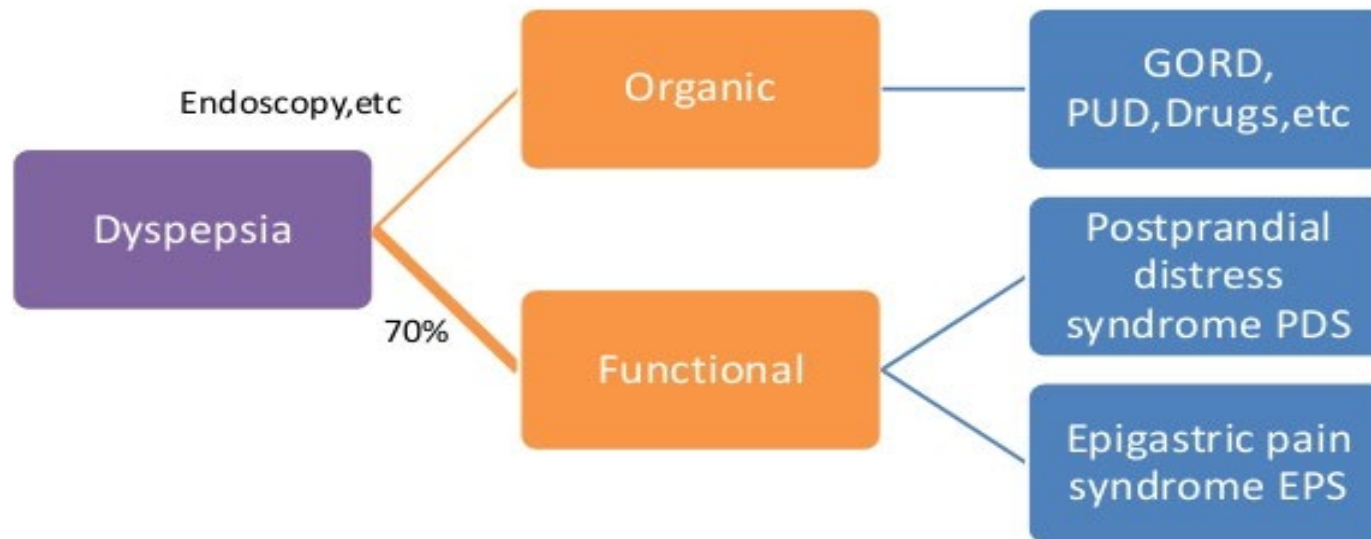 Endoscopy,etc
Dyspepsia
70%
Organic
Functional
GORD,
PUD,Drugs,etc
Postprandial
distress
syndrome PDS
Epigastric pain
syndrome EPS